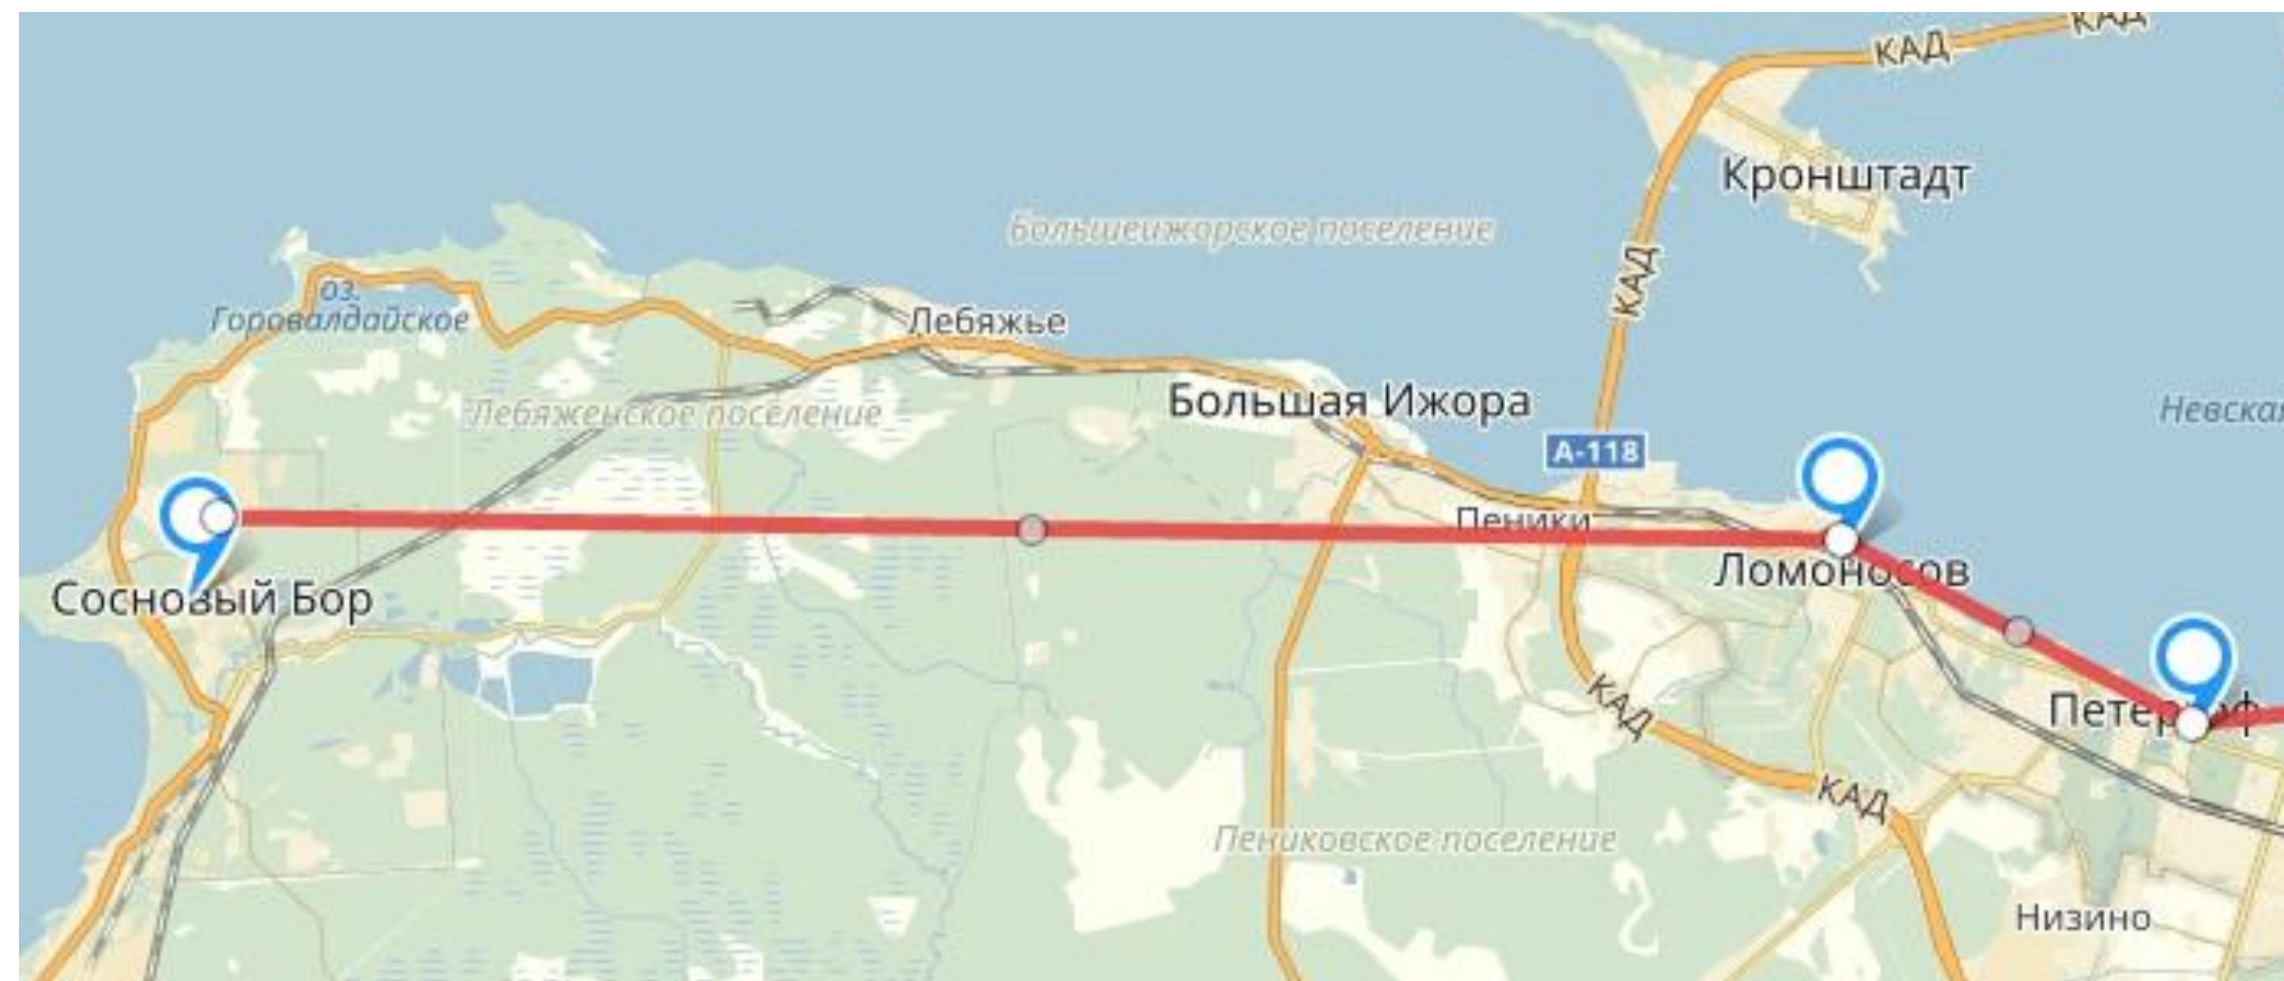 КАД
КАД
Кронштадт
Большеижорское поселение
КАД
оз.
Горовалдайское
Лебяжье
Лебяженское поселение
Большая Ижора
Невская
А-118
Пеники
Ломоносов
Сосновый Бор
КАД
Петергоф
КАД
Пениковское поселение
Низино